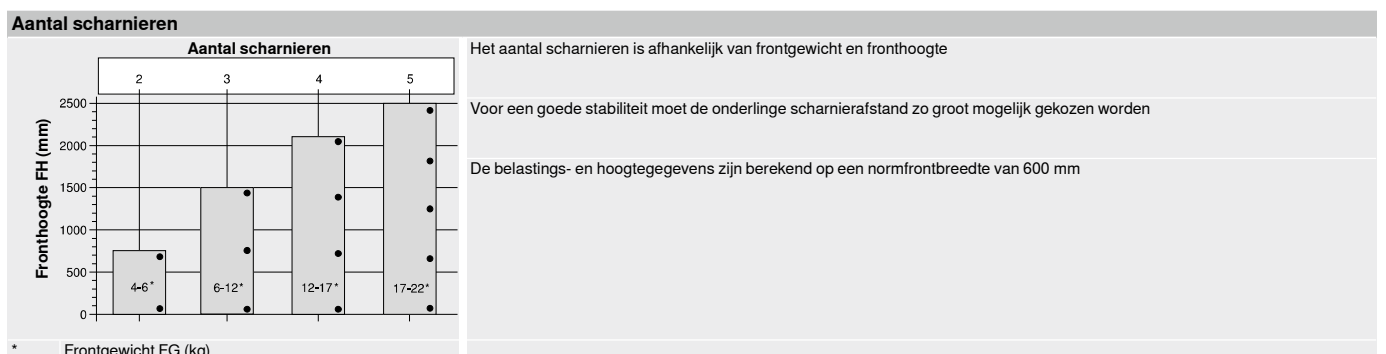 Aantal scharnieren
Aantal scharnieren
2 3 4 5
Fronthoogte FH (mm)
2500
2000
1500
1000
500
0
4-6* 6-12* 12-17* 17-22*
* Frontgewicht FG (kg)
Het aantal scharnieren is afhankelijk van frontgewicht en fronthoogte
Voor een goede stabiliteit moet de onderlinge scharnierafstand zo groot mogelijk gekozen worden
De belastings- en hoogtegegevens zijn berekend op een normfrontbreedte van 600 mm